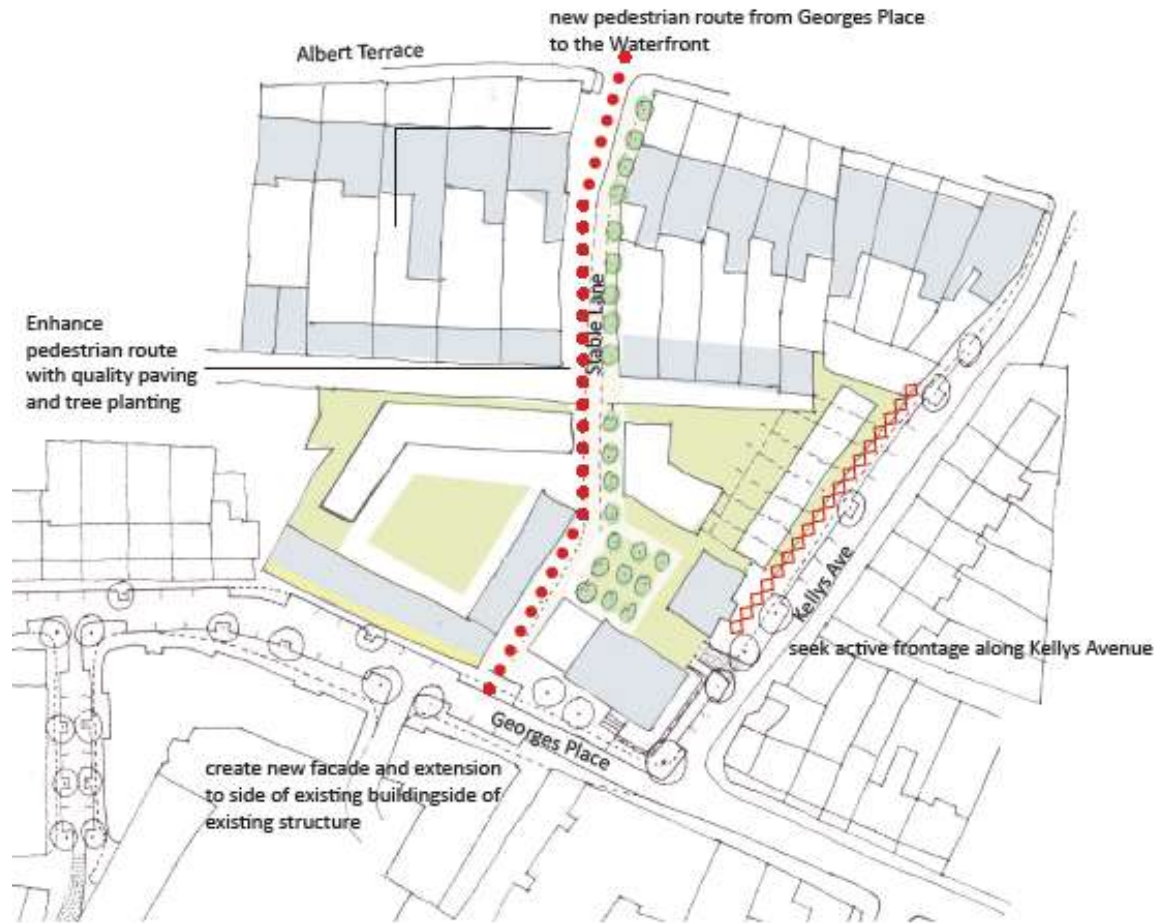 new pedestrian route from Georges Place
to the Waterfront
Albert Terrace
Stable Lane
Enhance
pedestrian route
with quality paving
and tree planting
Kellys Ave
seek active frontage along Kellys Avenue
Georges Place
create new facade and extension
to side of existing buildingside of
existing structure